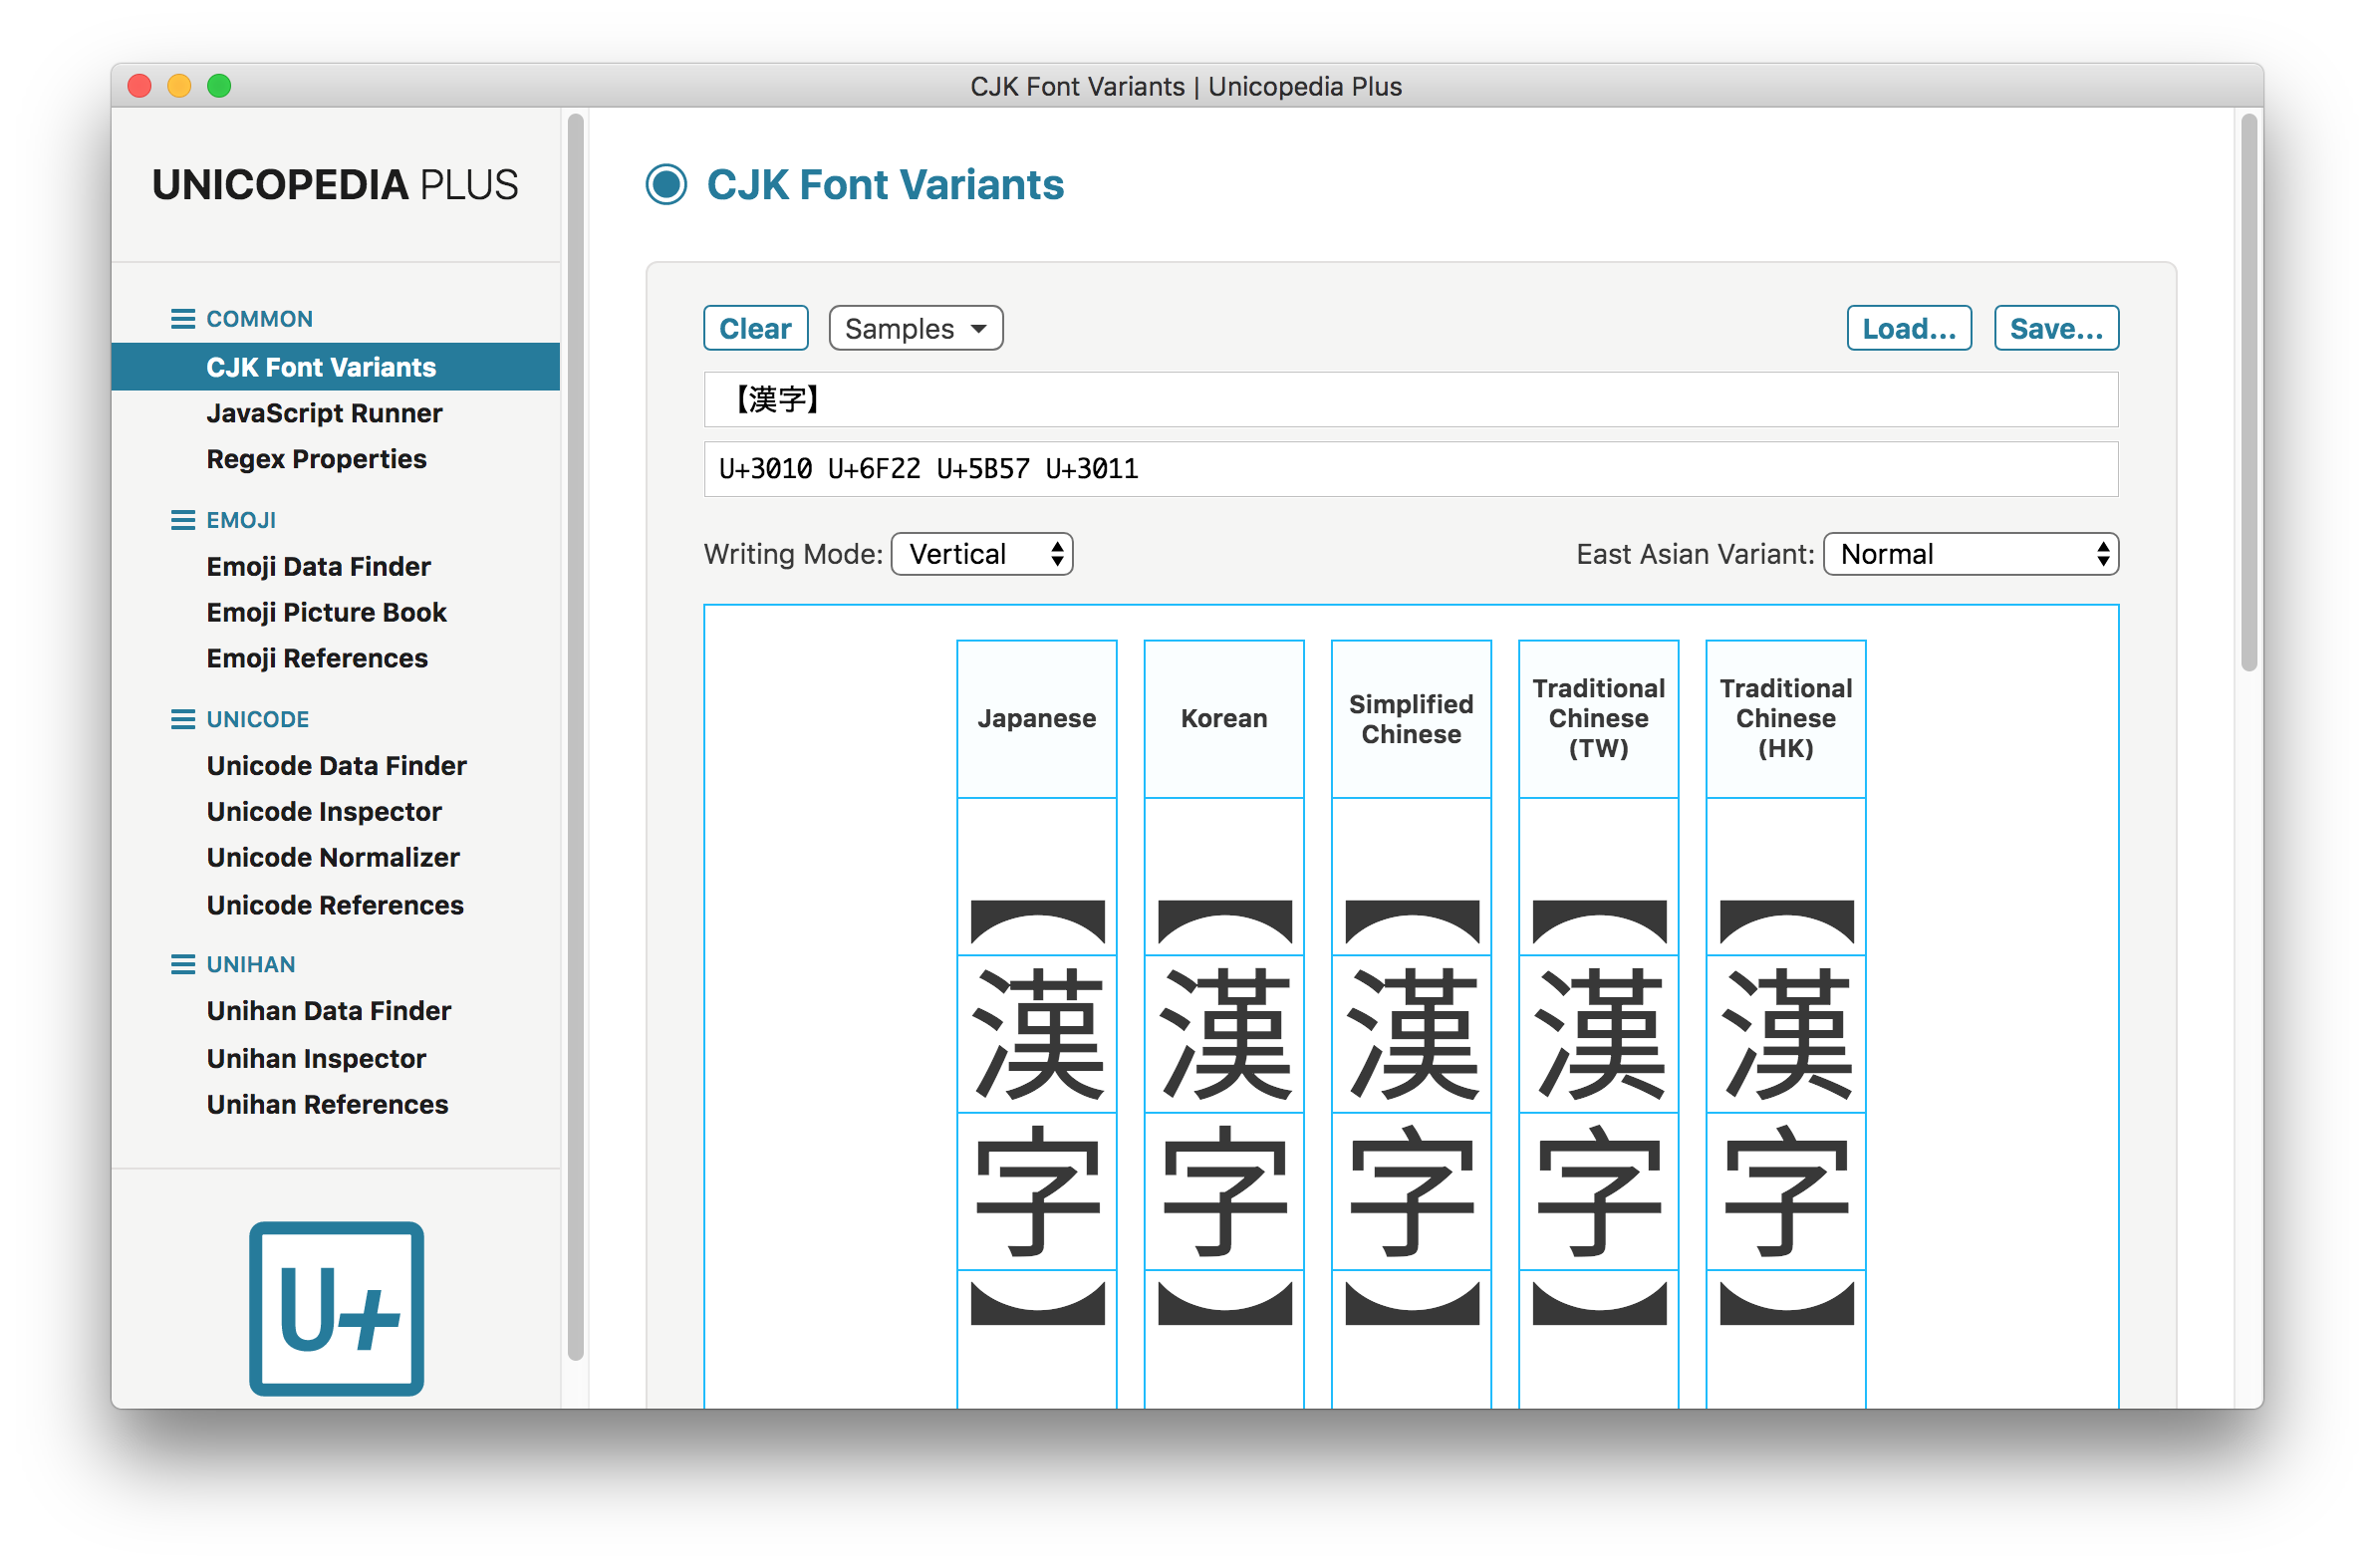 CJK Font Variants | Unicopedia Plus
UNICOPEDIA PLUS
COMMON
CJK Font Variants
JavaScript Runner
Regex Properties
EMOJI
Emoji Data Finder
Emoji Picture Book
Emoji References
UNICODE
Unicode Data Finder
Unicode Inspector
Unicode Normalizer
Unicode References
UNIHAN
Unihan Data Finder
Unihan Inspector
Unihan References
U+
CJK Font Variants
Clear Samples Load... Save...
【漢字】
U+3010 U+6F22 U+5B57 U+3011
Writing Mode: Vertical East Asian Variant: Normal
Japanese
【漢字】
Korean
【漢字】
Simplified
Chinese
【漢字】
Traditional
Chinese
(TW)
【漢字】
Traditional
Chinese
(HK)
【漢字】